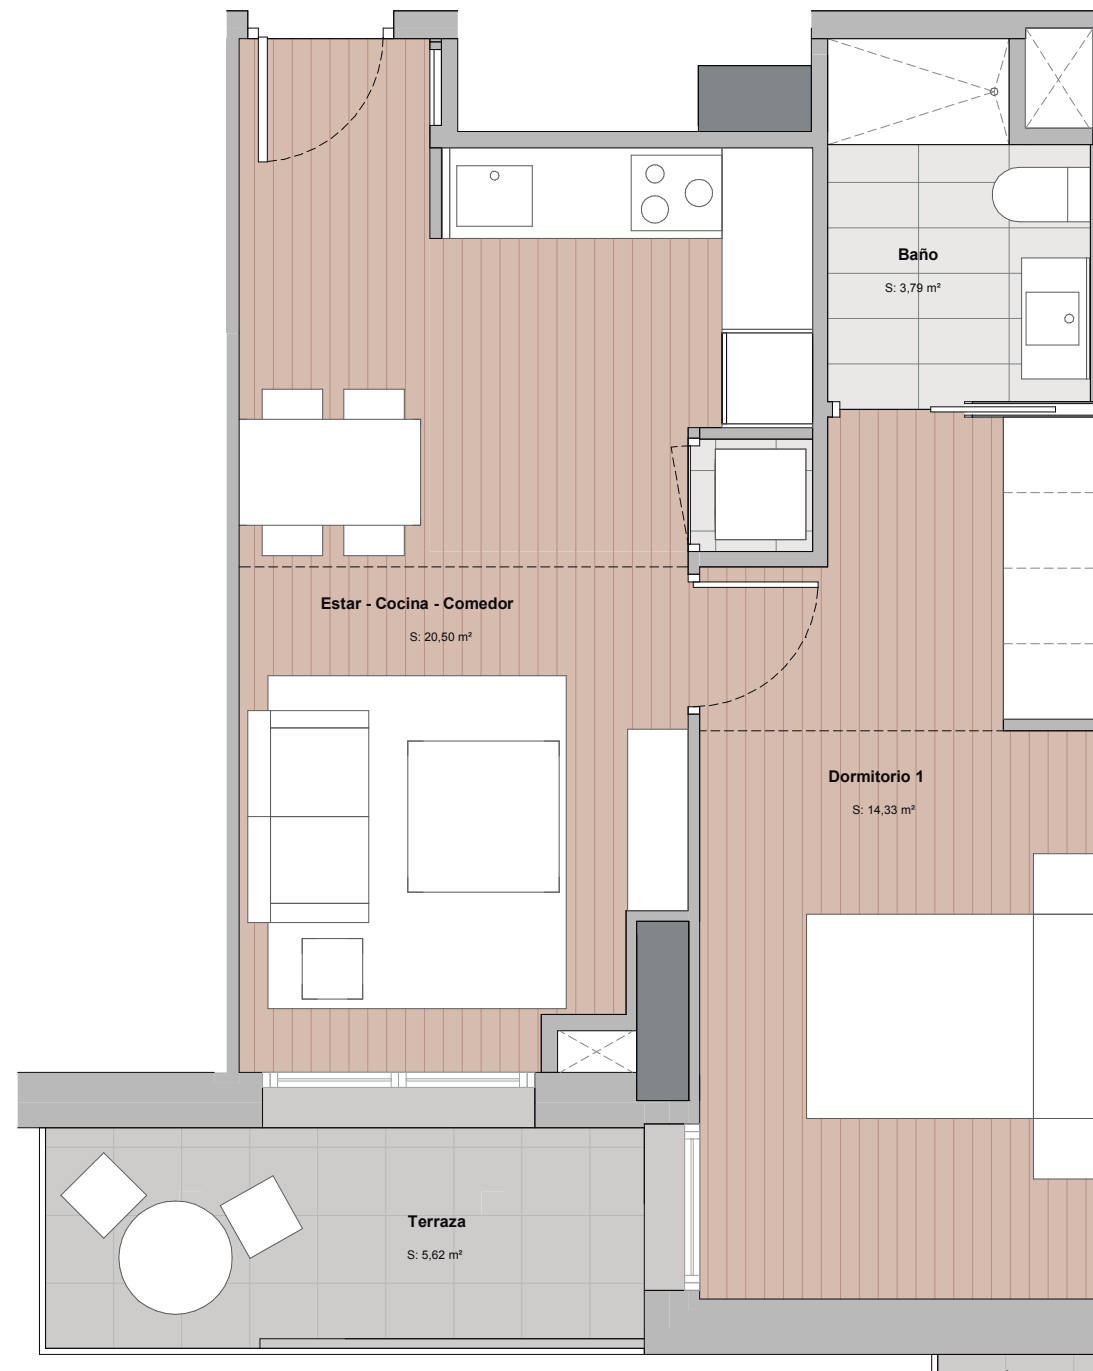 Baño
S: 3,79 m²
Estar - Cocina - Comedor
S: 20,50 m²
Dormitorio 1
S: 14,33 m²
Terraza
S: 5,62 m²